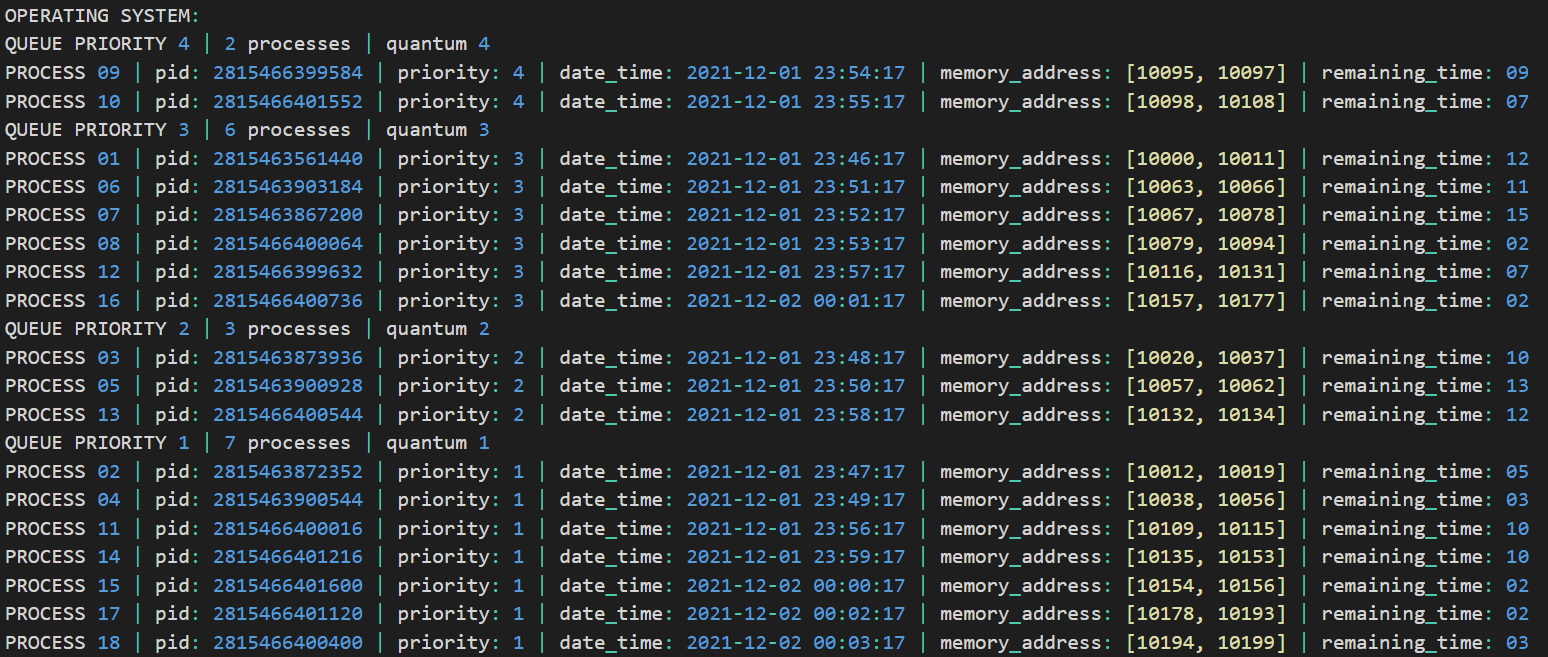 OPERATING SYSTEM:
QUEUE PRIORITY 4 | 2 processes | quantum 4
PROCESS 09 | pid: 2815466399584 | priority: 4 | date_time: 2021-12-01 23:54:17 | memory_address: [10095, 10097] | remaining_time: 09
PROCESS 10 | pid: 2815466401552 | priority: 4 | date_time: 2021-12-01 23:55:17 | memory_address: [10098, 10108] | remaining_time: 07
QUEUE PRIORITY 3 | 6 processes | quantum 3
PROCESS 01 | pid: 2815463561440 | priority: 3 | date_time: 2021-12-01 23:46:17 | memory_address: [10000, 10011] | remaining_time: 12
PROCESS 06 | pid: 2815463903184 | priority: 3 | date_time: 2021-12-01 23:51:17 | memory_address: [10063, 10066] | remaining_time: 11
PROCESS 07 | pid: 2815463867200 | priority: 3 | date_time: 2021-12-01 23:52:17 | memory_address: [10067, 10078] | remaining_time: 15
PROCESS 08 | pid: 2815466400064 | priority: 3 | date_time: 2021-12-01 23:53:17 | memory_address: [10079, 10094] | remaining_time: 02
PROCESS 12 | pid: 2815466399632 | priority: 3 | date_time: 2021-12-01 23:57:17 | memory_address: [10116, 10131] | remaining_time: 07
PROCESS 16 | pid: 2815466400736 | priority: 3 | date_time: 2021-12-02 00:01:17 | memory_address: [10157, 10177] | remaining_time: 02
QUEUE PRIORITY 2 | 3 processes | quantum 2
PROCESS 03 | pid: 2815463873936 | priority: 2 | date_time: 2021-12-01 23:48:17 | memory_address: [10020, 10037] | remaining_time: 10
PROCESS 05 | pid: 2815463900928 | priority: 2 | date_time: 2021-12-01 23:50:17 | memory_address: [10057, 10062] | remaining_time: 13
PROCESS 13 | pid: 2815466400544 | priority: 2 | date_time: 2021-12-01 23:58:17 | memory_address: [10132, 10134] | remaining_time: 12
QUEUE PRIORITY 1 | 7 processes | quantum 1
PROCESS 02 | pid: 2815463872352 | priority: 1 | date_time: 2021-12-01 23:47:17 | memory_address: [10012, 10019] | remaining_time: 05
PROCESS 04 | pid: 2815463900544 | priority: 1 | date_time: 2021-12-01 23:49:17 | memory_address: [10038, 10056] | remaining_time: 03
PROCESS 11 | pid: 2815466400016 | priority: 1 | date_time: 2021-12-01 23:56:17 | memory_address: [10109, 10115] | remaining_time: 10
PROCESS 14 | pid: 2815466401216 | priority: 1 | date_time: 2021-12-01 23:59:17 | memory_address: [10135, 10153] | remaining_time: 10
PROCESS 15 | pid: 2815466401600 | priority: 1 | date_time: 2021-12-02 00:00:17 | memory_address: [10154, 10156] | remaining_time: 02
PROCESS 17 | pid: 2815466401120 | priority: 1 | date_time: 2021-12-02 00:02:17 | memory_address: [10178, 10193] | remaining_time: 02
PROCESS 18 | pid: 2815466400400 | priority: 1 | date_time: 2021-12-02 00:03:17 | memory_address: [10194, 10199] | remaining_time: 03